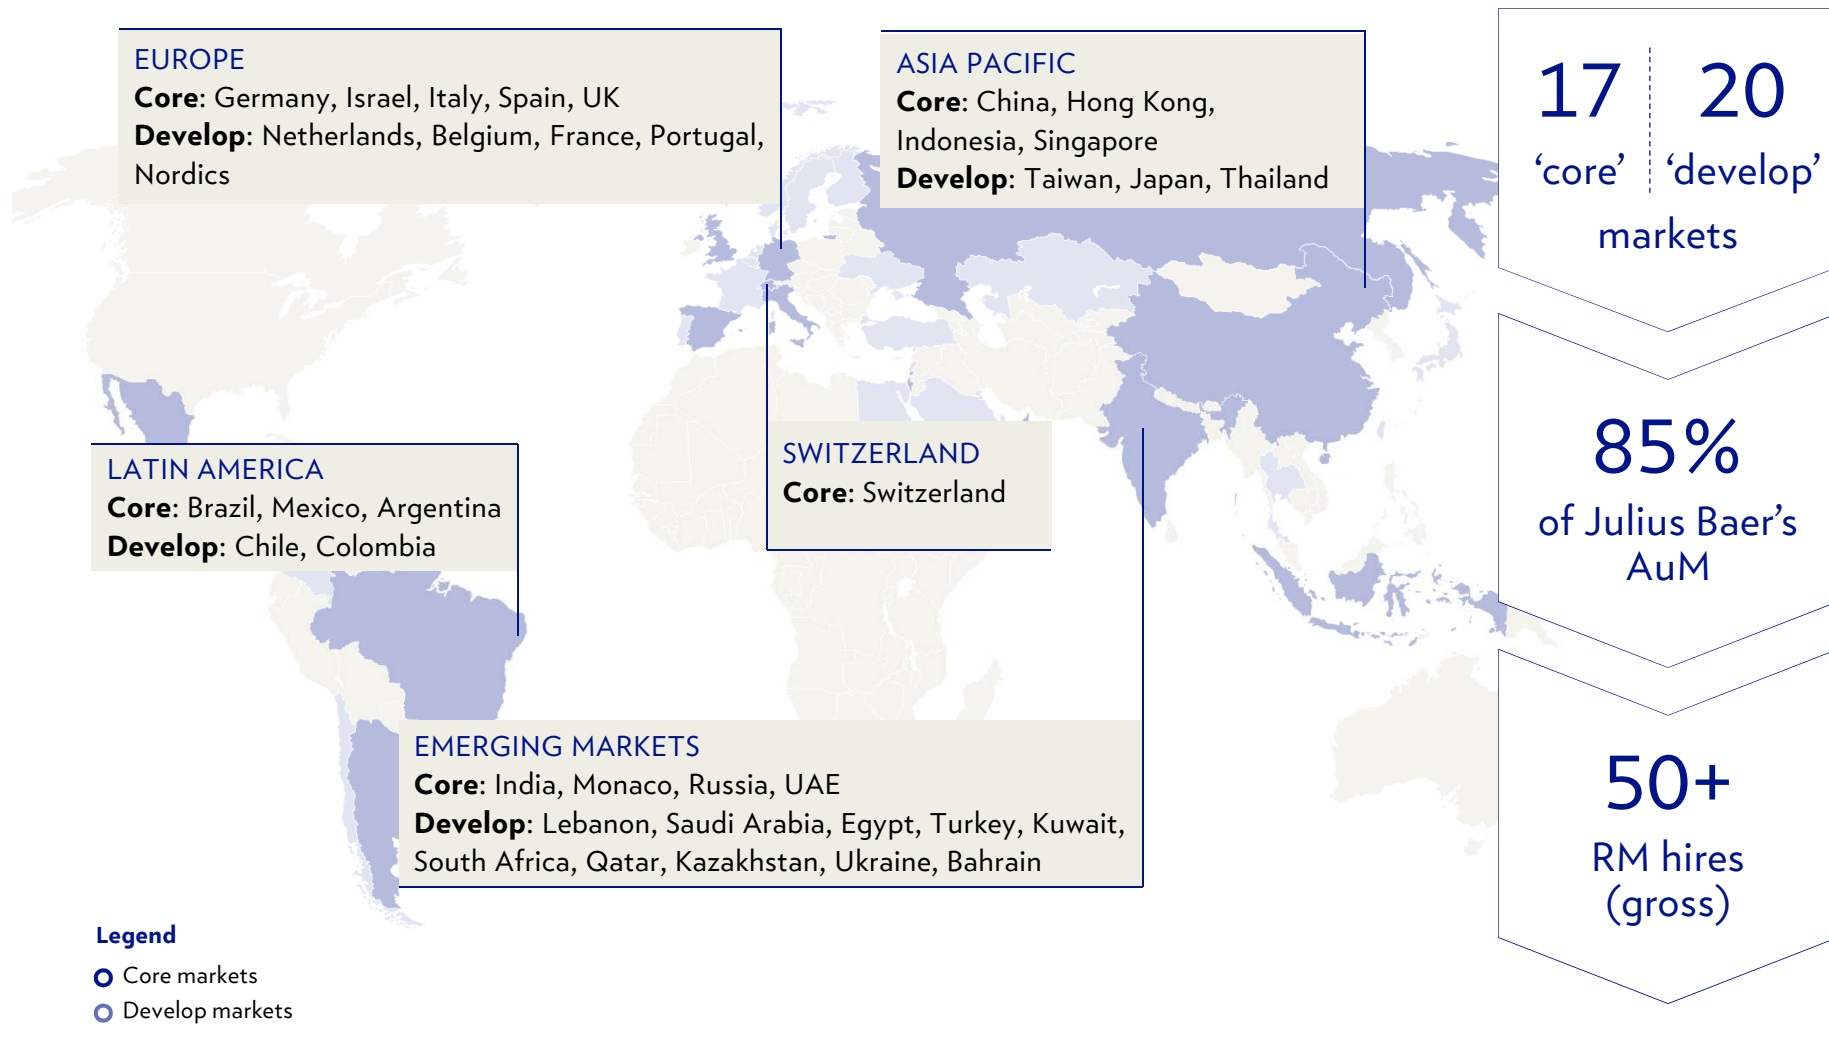 EUROPE
Core: Germany, Israel, Italy, Spain, UK
Develop: Netherlands, Belgium, France, Portugal,
Nordics
ASIA PACIFIC
Core: China, Hong Kong,
Indonesia, Singapore
Develop: Taiwan, Japan, Thailand
17
‘core’
20
‘develop’
markets
LATIN AMERICA
Core: Brazil, Mexico, Argentina
Develop: Chile, Colombia
SWITZERLAND
Core: Switzerland
85%
of Julius Baer’s
AuM
EMERGING MARKETS
Core: India, Monaco, Russia, UAE
Develop: Lebanon, Saudi Arabia, Egypt, Turkey, Kuwait,
South Africa, Qatar, Kazakhstan, Ukraine, Bahrain
50+
RM hires
(gross)
Legend
Core markets
Develop markets